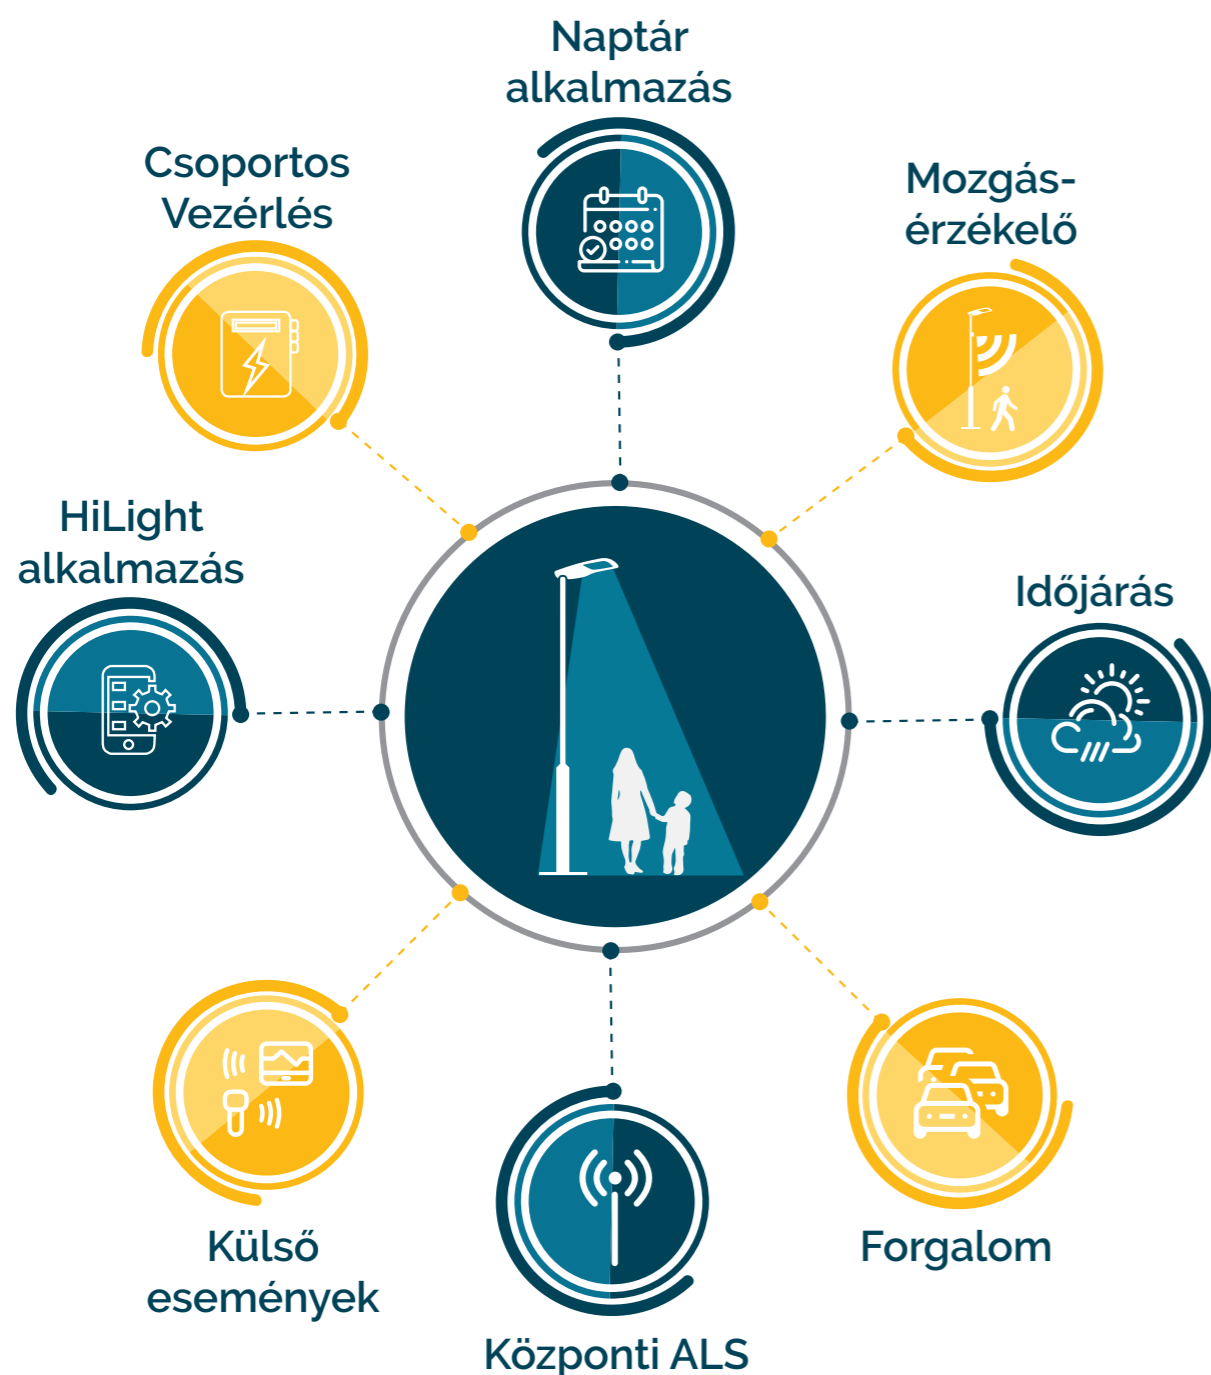 Naptár
alkalmazás
Csoportos
Vezérlés
Mozgás-
érzékelő
HiLight
alkalmazás
Időjárás
Külső
események
Forgalom
Központi ALS